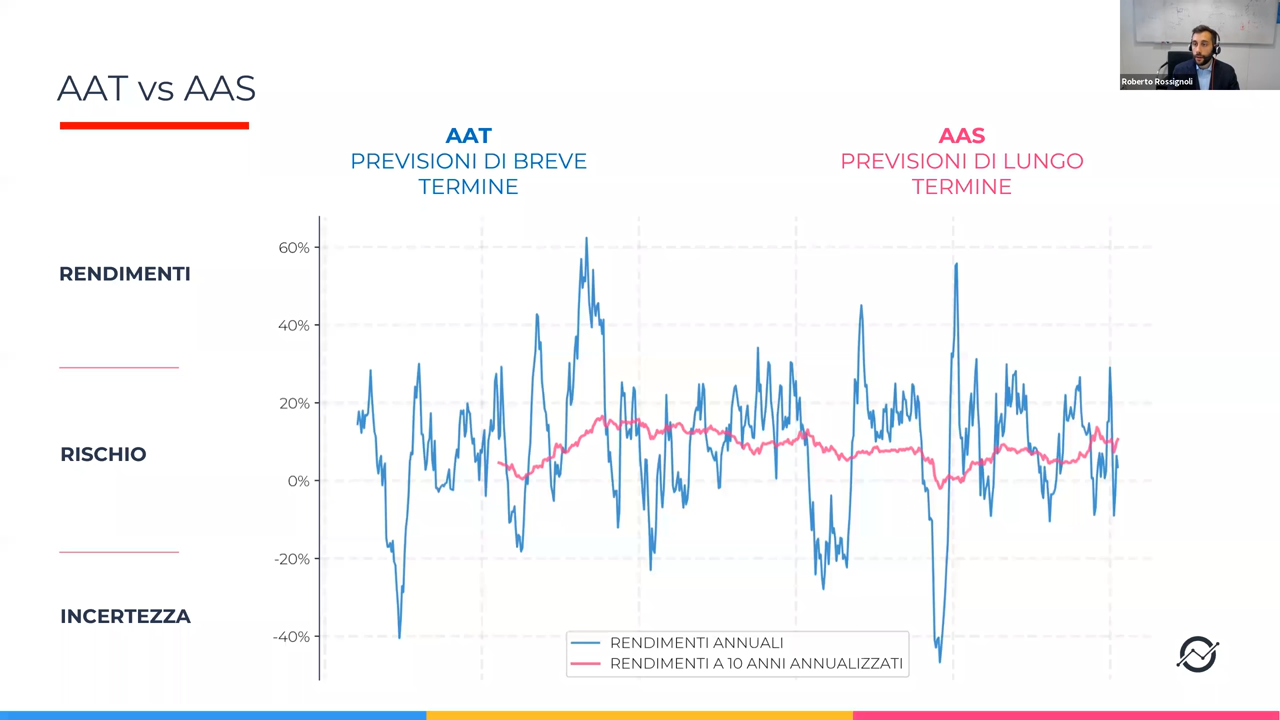 AAT vs AAS
Roberto Rossignoli
AAT
PREVISIONI DI BREVE
TERMINE
AAS
PREVISIONI DI LUNGO
TERMINE
RENDIMENTI
RISCHIO
INCERTEZZA
60%
40%
20%
0%
-20%
-40%
RENDIMENTI ANNUALI
RENDIMENTI A 10 ANNI ANNUALIZZATI